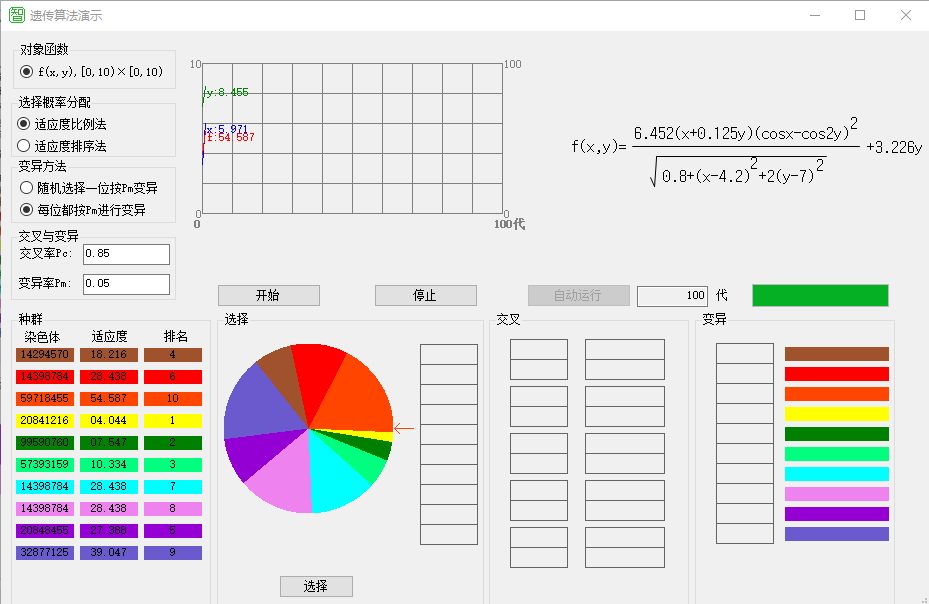 遗传算法演示
对象函数
f(x,y),[0,10)×[0,10)
选择概率分配
适应度比例法
适应度排序法
变异方法
随机选择一位按Pm变异
每位都按Pm进行变异
交叉与变异
交叉率Pc: 0.85
变异率Pm: 0.05
10 100
y:8.455
x:5.971
f:54.587
0 0
0 100代
f(x,y)= 6.452(x+0.125y)(cosx-cos2y)² / √0.8+(x-4.2)²+2(y-7)² +3.226y
开始 停止 自动运行 100 代
种群 选择 交叉 变异
染色体 适应度 排名
14294570 18.216 4
14398784 28.438 6
59718455 54.587 10
20841216 04.044 1
99590760 07.547 2
57393159 10.334 3
14398784 28.438 7
14398784 28.438 8
20848455 27.388 5
32877125 39.047 9
选择